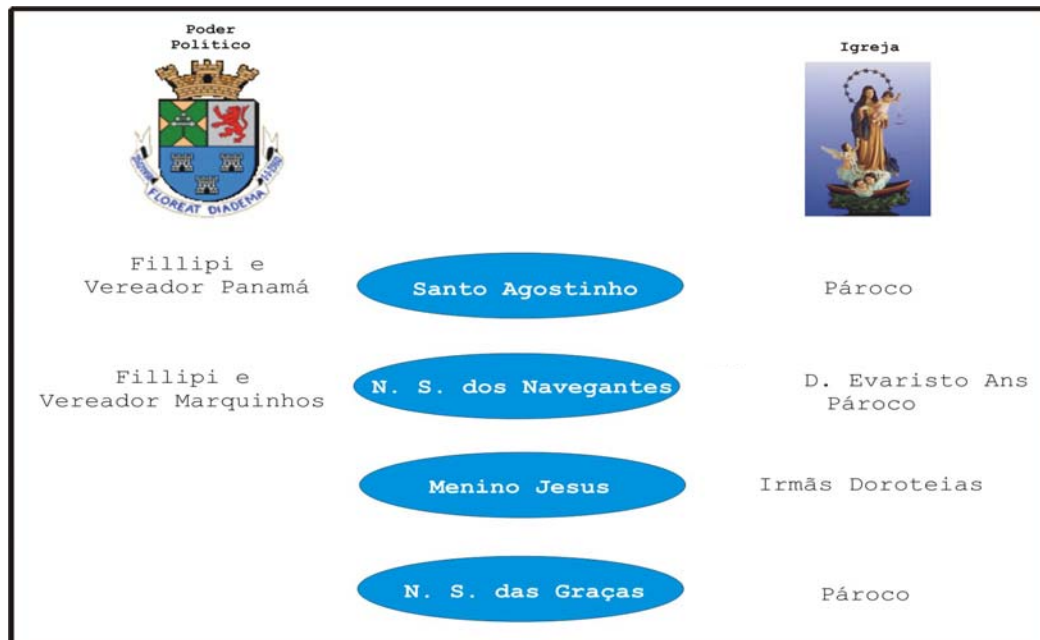 Poder
Político
Igreja
FLOREAT DIADEMA
Fillipi e
Vereador Panamá
Santo Agostinho
Pároco
Fillipi e
Vereador Marquinhos
N. S. dos Navegantes
D. Evaristo Ans
Pároco
Menino Jesus
Irmãs Doroteias
N. S. das Graças
Pároco